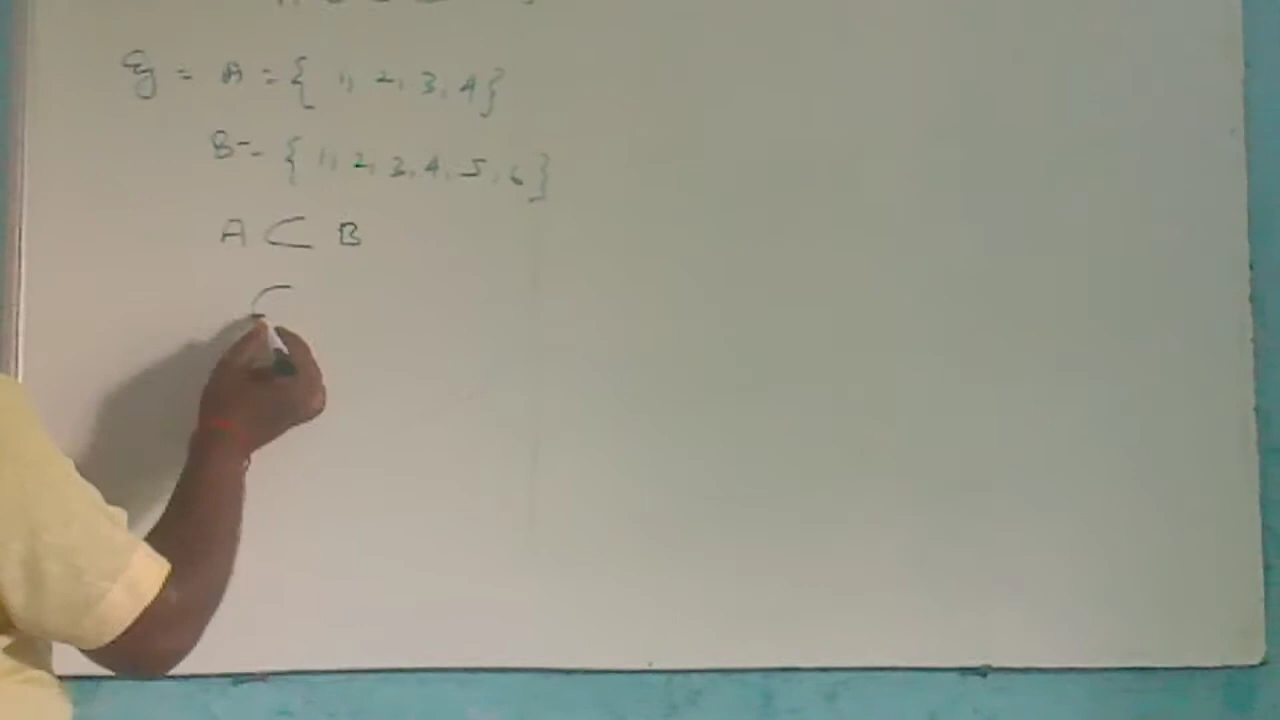 Eg = A = { 1, 2, 3, 4}
B = { 1, 2, 3, 4, 5, 6 }
A ⊂ B